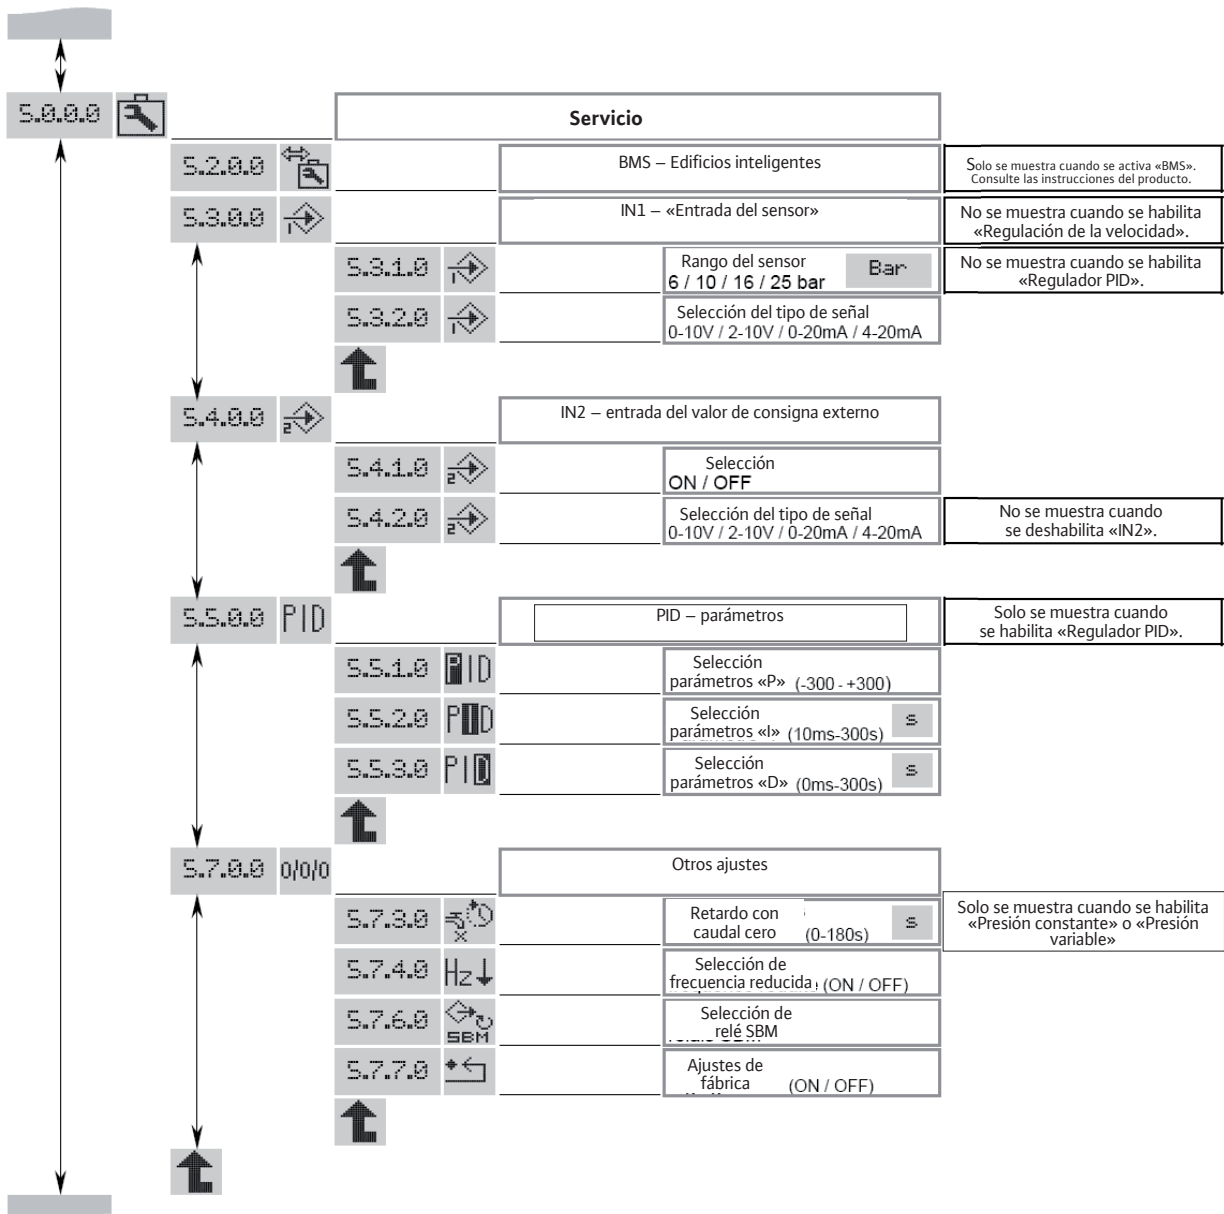 5.0.0.0
Servicio
5.2.0.0
BMS – Edificios inteligentes
Solo se muestra cuando se activa «BMS».
Consulte las instrucciones del producto.
5.3.0.0
1
IN1 – «Entrada del sensor»
No se muestra cuando se habilita
«Regulación de la velocidad».
5.3.1.0
1
Rango del sensor
6 / 10 / 16 / 25 bar
Bar
No se muestra cuando se habilita
«Regulador PID».
5.3.2.0
1
Selección del tipo de señal
0-10V / 2-10V / 0-20mA / 4-20mA
5.4.0.0
2
IN2 – entrada del valor de consigna externo
5.4.1.0
2
Selección
ON / OFF
5.4.2.0
2
Selección del tipo de señal
0-10V / 2-10V / 0-20mA / 4-20mA
No se muestra cuando
se deshabilita «IN2».
5.5.0.0
PID
PID – parámetros
Solo se muestra cuando
se habilita «Regulador PID».
5.5.1.0
PID
Selección
parámetros «P» (-300 - +300)
5.5.2.0
PID
Selección
parámetros «I» (10ms-300s)
s
5.5.3.0
PID
Selección
parámetros «D» (0ms-300s)
s
5.7.0.0
0/0/0
Otros ajustes
5.7.3.0
x
Retardo con
caudal cero (0-180s)
s
Solo se muestra cuando se habilita
«Presión constante» o «Presión
variable»
5.7.4.0
Hz
Selección de
frecuencia reducida (ON / OFF)
5.7.6.0
SBM
Selección de
relé SBM
5.7.7.0
Ajustes de
fábrica (ON / OFF)